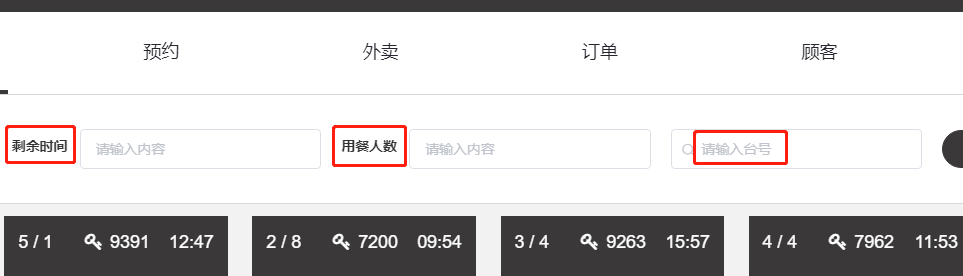 预约 外卖 订单 顾客
剩余时间 请输入内容 用餐人数 请输入内容 请输入台号
5 / 1 9391 12:47 2 / 8 7200 09:54 3 / 4 9263 15:57 4 / 4 7962 11:53